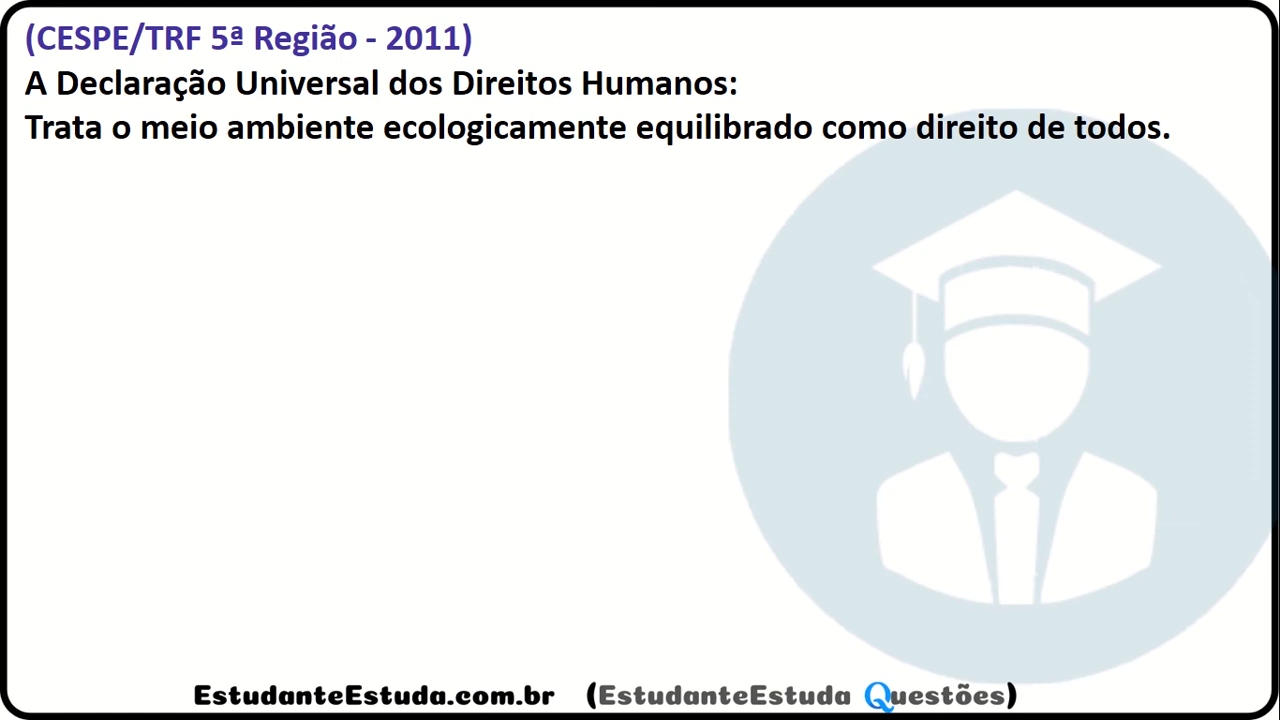 (CESPE/TRF 5ª Região - 2011)
A Declaração Universal dos Direitos Humanos:
Trata o meio ambiente ecologicamente equilibrado como direito de todos.
EstudanteEstuda.com.br (EstudanteEstuda Questões)